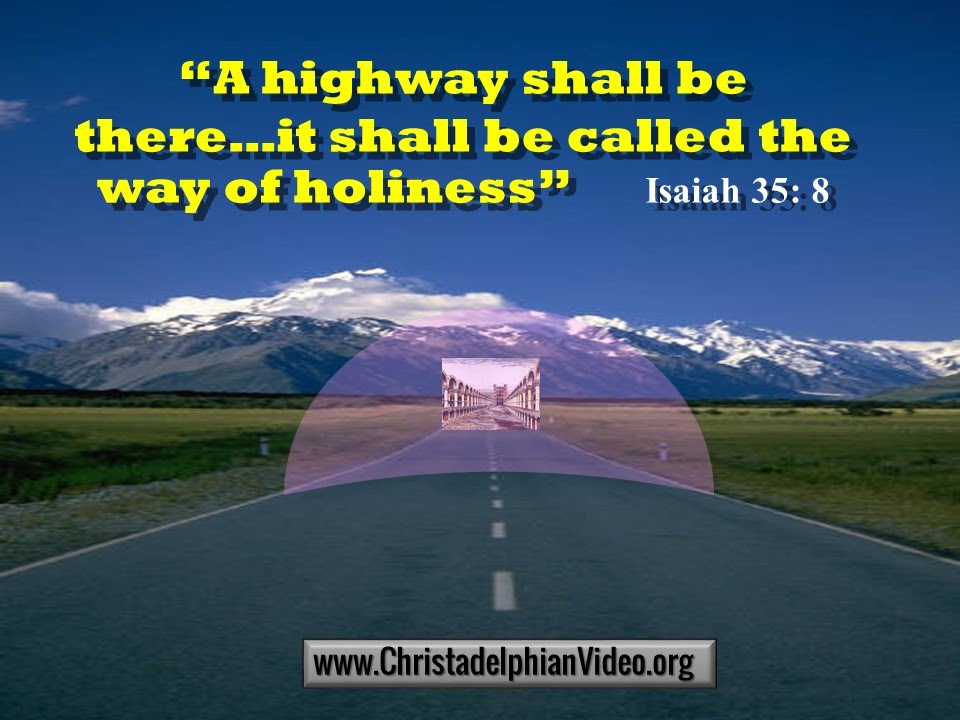 “A highway shall be
there...it shall be called the
way of holiness” Isaiah 35: 8
www.ChristadelphianVideo.org